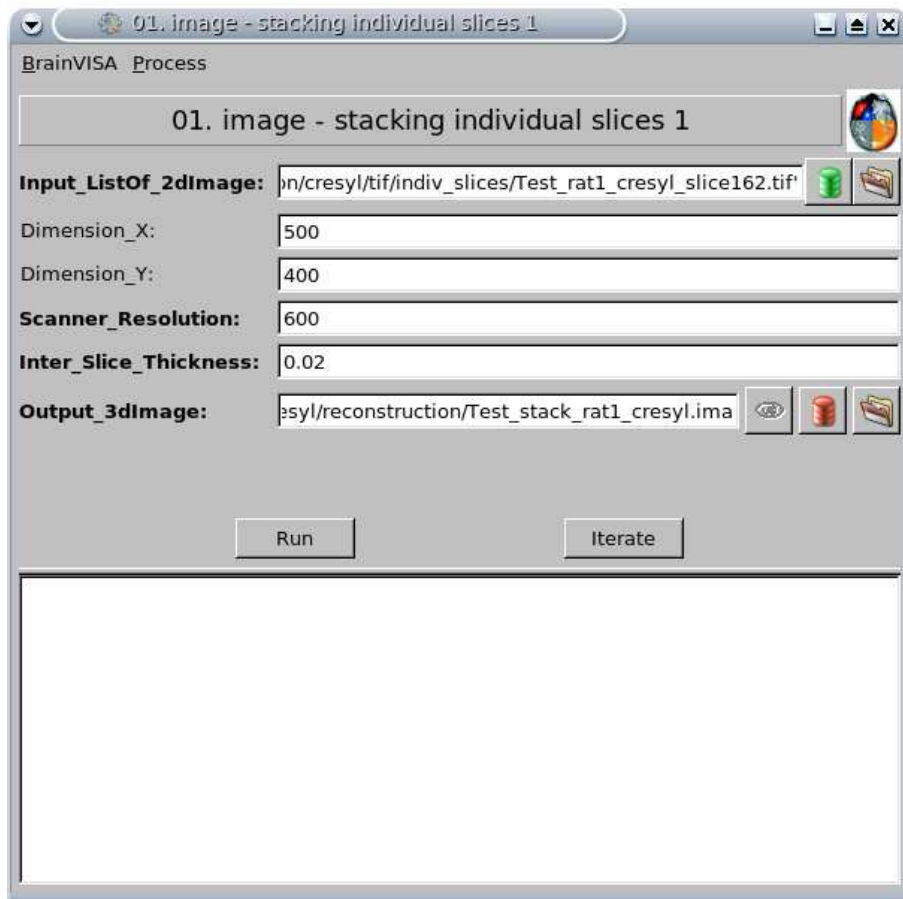 01. image - stacking individual slices 1
BrainVISA Process
01. image - stacking individual slices 1
Input_ListOf_2dImage: on/cresyl/tif/indiv_slices/Test_rat1_cresyl_slice162.tif'
Dimension_X: 500
Dimension_Y: 400
Scanner_Resolution: 600
Inter_Slice_Thickness: 0.02
Output_3dImage: esyl/reconstruction/Test_stack_rat1_cresyl.ima
Run Iterate